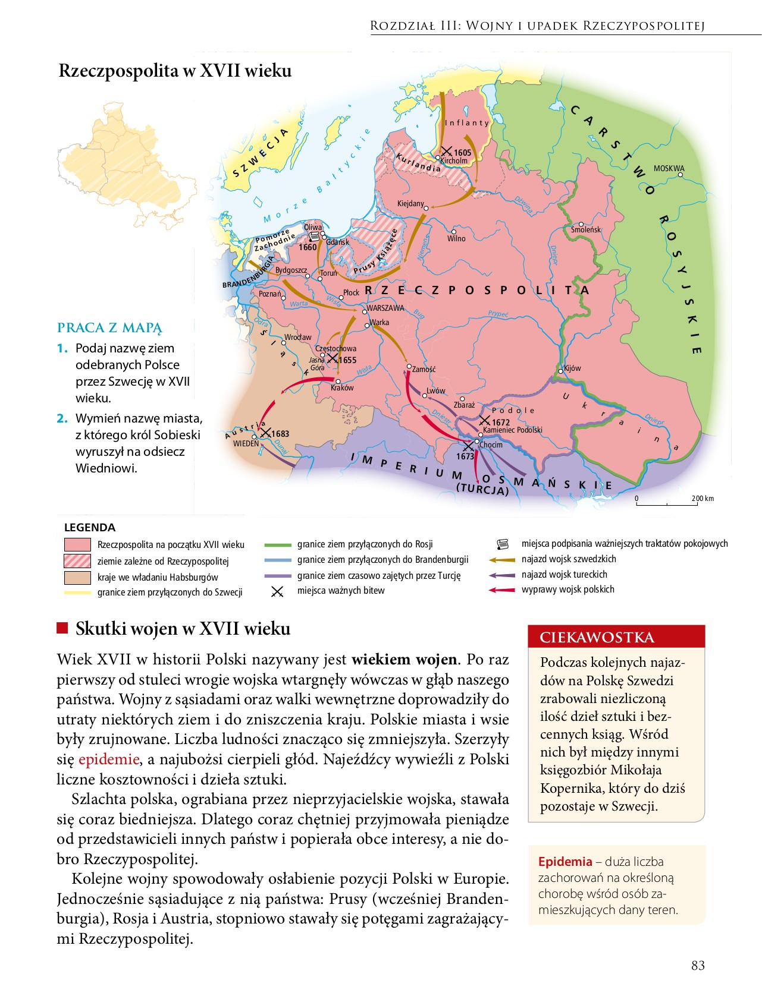 Rozdział III: Wojny i upadek Rzeczypospolitej
Rzeczpospolita w XVII wieku
SZWECJA
Morze Bałtyckie
Inflanty
1605
Kircholm
Kurlandia
CARSTWO ROSYJSKIE
MOSKWA
Kiejdany
Dźwina
Smoleńsk
Wilno
Niemen
Dniepr
Pomorze
Zachodnie
Oliwa
1660
Gdańsk
Prusy Książęce
BRANDENBURGIA
Bydgoszcz
Toruń
Poznań
Płock
RZECZPOSPOLITA
Warta
Wisła
WARSZAWA
Warka
Bug
Prypeć
Odra
Śląsk
Wrocław
Częstochowa
Jasna
Góra
1655
Wisła
Kraków
Zamość
Kijów
Lwów
Zbaraż
Podole
Ukraina
Dniepr
Dniestr
1672
Kamieniec Podolski
Chocim
1673
Austria
1683
WIEDEŃ
Dunaj
IMPERIUM OSMAŃSKIE
(TURCJA)
0 200 km
PRACA Z MAPĄ
1. Podaj nazwę ziem
odebranych Polsce
przez Szwecję w XVII
wieku.
2. Wymień nazwę miasta,
z którego król Sobieski
wyruszył na odsiecz
Wiedniowi.
LEGENDA
Rzeczpospolita na początku XVII wieku
ziemie zależne od Rzeczypospolitej
kraje we władaniu Habsburgów
granice ziem przyłączonych do Szwecji
granice ziem przyłączonych do Rosji
granice ziem przyłączonych do Brandenburgii
granice ziem czasowo zajętych przez Turcję
miejsca ważnych bitew
miejsca podpisania ważniejszych traktatów pokojowych
najazd wojsk szwedzkich
najazd wojsk tureckich
wyprawy wojsk polskich
Skutki wojen w XVII wieku
Wiek XVII w historii Polski nazywany jest wiekiem wojen. Po raz
pierwszy od stuleci wrogie wojska wtargnęły wówczas w głąb naszego
państwa. Wojny z sąsiadami oraz walki wewnętrzne doprowadziły do
utraty niektórych ziem i do zniszczenia kraju. Polskie miasta i wsie
były zrujnowane. Liczba ludności znacząco się zmniejszyła. Szerzyły
się epidemie, a najubożsi cierpieli głód. Najeźdźcy wywieźli z Polski
liczne kosztowności i dzieła sztuki.
Szlachta polska, ograbiana przez nieprzyjacielskie wojska, stawała
się coraz biedniejsza. Dlatego coraz chętniej przyjmowała pieniądze
od przedstawicieli innych państw i popierała obce interesy, a nie do-
bro Rzeczypospolitej.
Kolejne wojny spowodowały osłabienie pozycji Polski w Europie.
Jednocześnie sąsiadujące z nią państwa: Prusy (wcześniej Branden-
burgia), Rosja i Austria, stopniowo stawały się potęgami zagrażający-
mi Rzeczypospolitej.
CIEKAWOSTKA
Podczas kolejnych najaz-
dów na Polskę Szwedzi
zrabowali niezliczoną
ilość dzieł sztuki i bez-
cennych ksiąg. Wśród
nich był między innymi
księgozbiór Mikołaja
Kopernika, który do dziś
pozostaje w Szwecji.
Epidemia – duża liczba
zachorowań na określoną
chorobę wśród osób za-
mieszkujących dany teren.
83